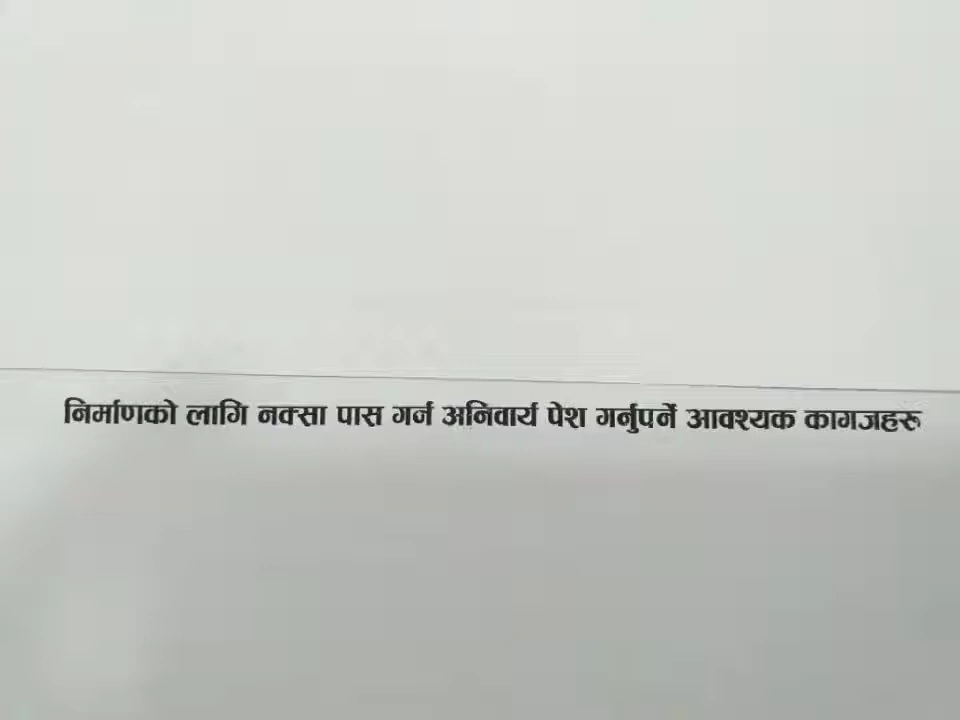 निर्माणको लागि नक्सा पास गर्न अनिवार्य पेश गर्नुपर्ने आवश्यक कागजहरु